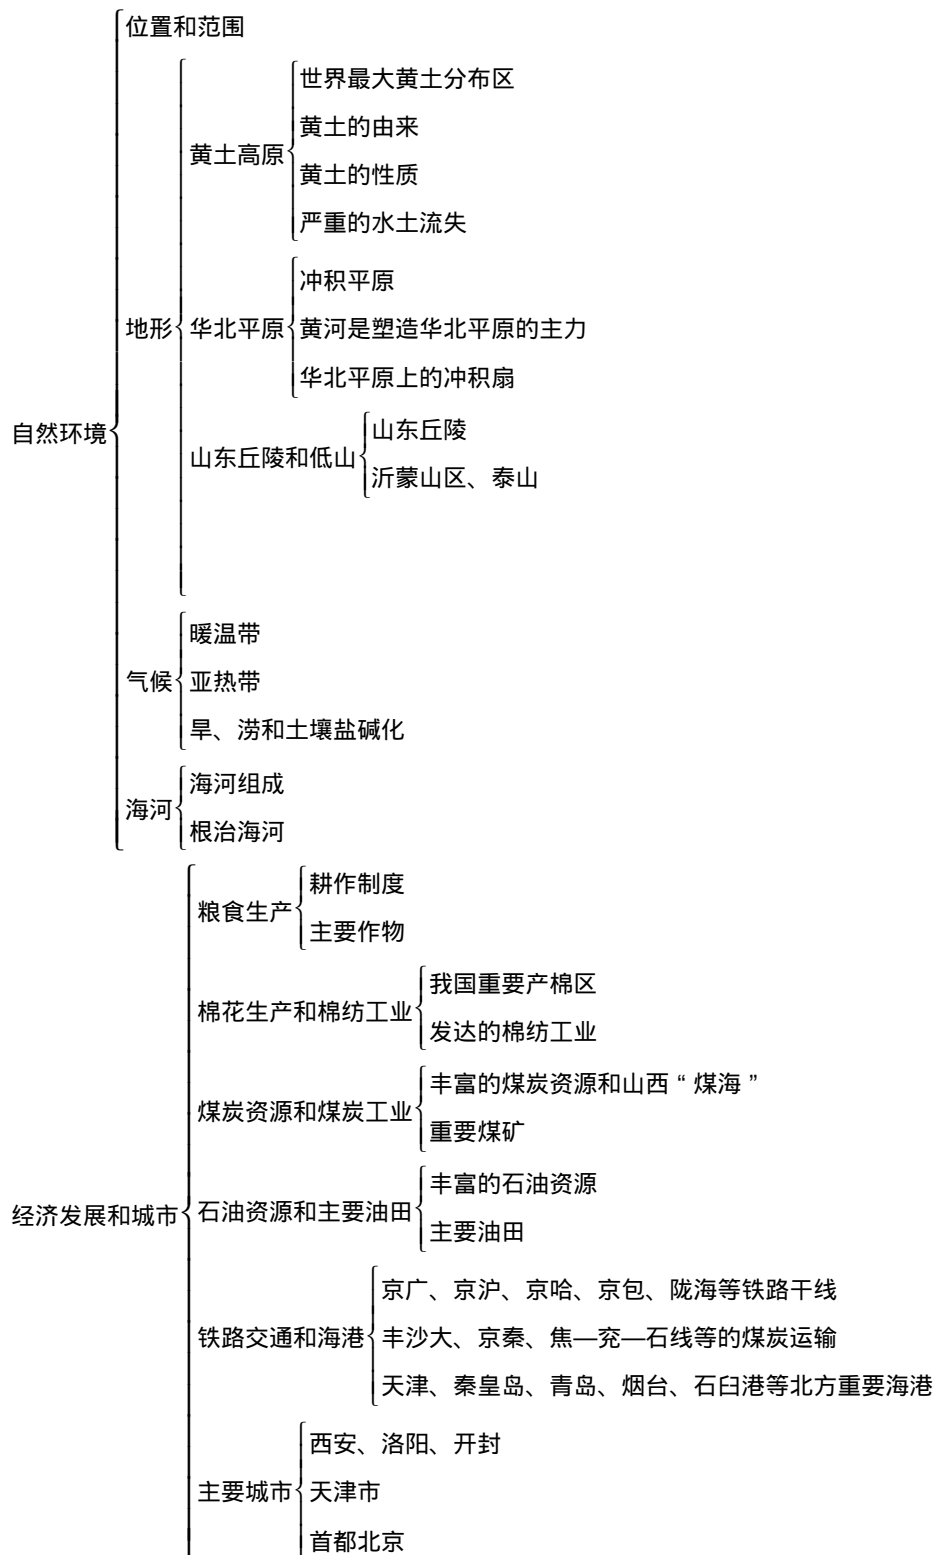 位置和范围
世界最大黄土分布区
黄土的由来
黄土高原
黄土的性质
严重的水土流失
冲积平原
地形
华北平原
黄河是塑造华北平原的主力
华北平原上的冲积扇
自然环境
山东丘陵
山东丘陵和低山
沂蒙山区、泰山
暖温带
气候
亚热带
旱、涝和土壤盐碱化
海河组成
海河
根治海河
耕作制度
粮食生产
主要作物
我国重要产棉区
棉花生产和棉纺工业
发达的棉纺工业
丰富的煤炭资源和山西“煤海”
煤炭资源和煤炭工业
重要煤矿
丰富的石油资源
经济发展和城市
石油资源和主要油田
主要油田
京广、京沪、京哈、京包、陇海等铁路干线
铁路交通和海港
丰沙大、京秦、焦—兖—石线等的煤炭运输
天津、秦皇岛、青岛、烟台、石臼港等北方重要海港
西安、洛阳、开封
主要城市
天津市
首都北京